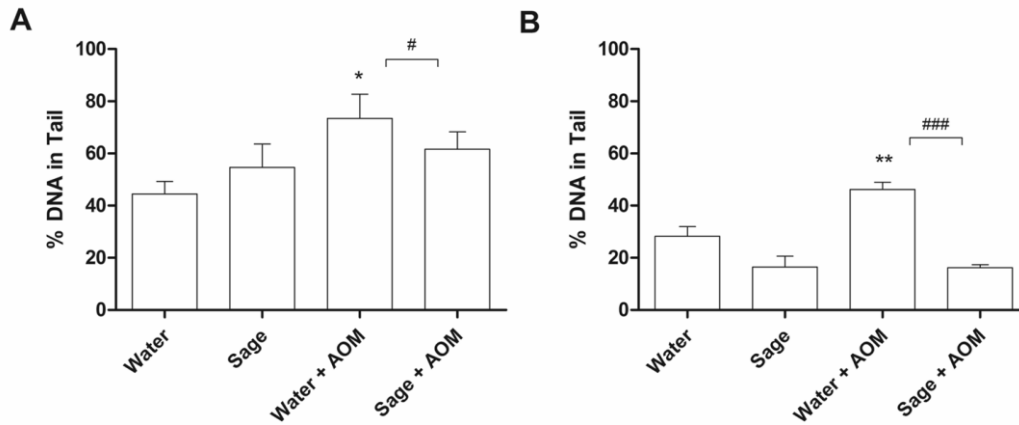 A
% DNA in Tail
100
80
60
40
20
0
*
#
Water
Sage
Water + AOM
Sage + AOM
B
% DNA in Tail
100
80
60
40
20
0
**
###
Water
Sage
Water + AOM
Sage + AOM